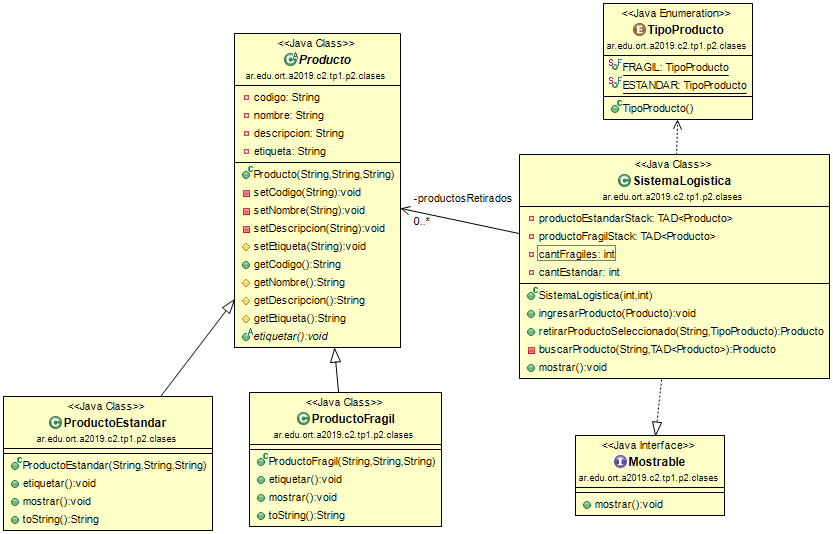 <<Java Class>>
Producto
ar.edu.ort.a2019.c2.tp1.p2.clases
codigo: String
nombre: String
descripcion: String
etiqueta: String
Producto(String,String,String)
setCodigo(String):void
setNombre(String):void
setDescripcion(String):void
setEtiqueta(String):void
getCodigo():String
getNombre():String
getDescripcion():String
getEtiqueta():String
etiquetar():void
<<Java Enumeration>>
TipoProducto
ar.edu.ort.a2019.c2.tp1.p2.clases
FRAGIL: TipoProducto
ESTANDAR: TipoProducto
TipoProducto()
-productosRetirados
0..*
<<Java Class>>
SistemaLogistica
ar.edu.ort.a2019.c2.tp1.p2.clases
productoEstandarStack: TAD<Producto>
productoFragilStack: TAD<Producto>
cantFragiles: int
cantEstandar: int
SistemaLogistica(int,int)
ingresarProducto(Producto):void
retirarProductoSeleccionado(String,TipoProducto):Producto
buscarProducto(String,TAD<Producto>):Producto
mostrar():void
<<Java Class>>
ProductoEstandar
ar.edu.ort.a2019.c2.tp1.p2.clases
ProductoEstandar(String,String,String)
etiquetar():void
mostrar():void
toString():String
<<Java Class>>
ProductoFragil
ar.edu.ort.a2019.c2.tp1.p2.clases
ProductoFragil(String,String,String)
etiquetar():void
mostrar():void
toString():String
<<Java Interface>>
Mostrable
ar.edu.ort.a2019.c2.tp1.p2.clases
mostrar():void